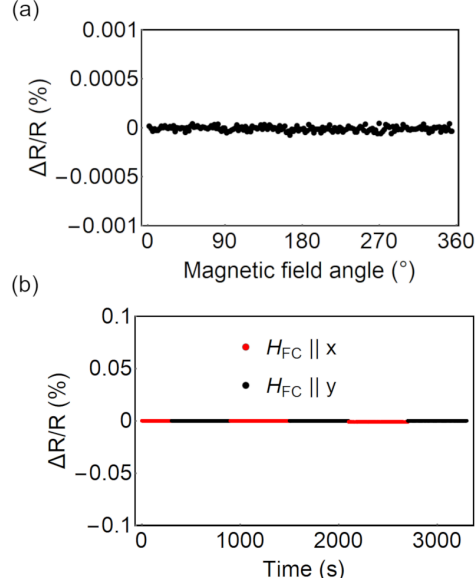 (a)
0.001
0.0005
0
−0.0005
−0.001
ΔR/R (%)
0 90 180 270 360
Magnetic field angle (°)
(b)
0.1
0.05
0
−0.05
−0.1
ΔR/R (%)
H_FC || x
H_FC || y
0 1000 2000 3000
Time (s)